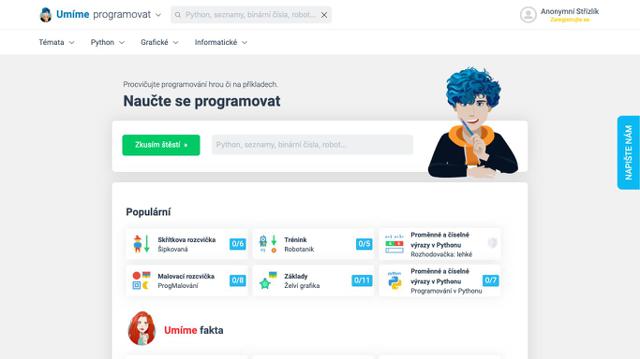 Umíme programovat
Python, seznamy, binární čísla, robot...
Anonymní Střízlík
Zaregistrujte se
Témata
Python
Grafické
Informatické
Procvičujte programování hrou či na příkladech.
Naučte se programovat
Zkusím štěstí »
Python, seznamy, binární čísla, robot...
NAPIŠTE NÁM
Populární
Skřítkova rozcvička
Šipkovaná
0/6
Trénink
Robotanik
0/5
Proměnné a číselné
výrazy v Pythonu
Rozhodovačka: lehké
Malovací rozcvička
ProgMalování
0/8
Základy
Želví grafika
0/11
python
Proměnné a číselné
výrazy v Pythonu
Programování v Pythonu
0/7
Umíme fakta